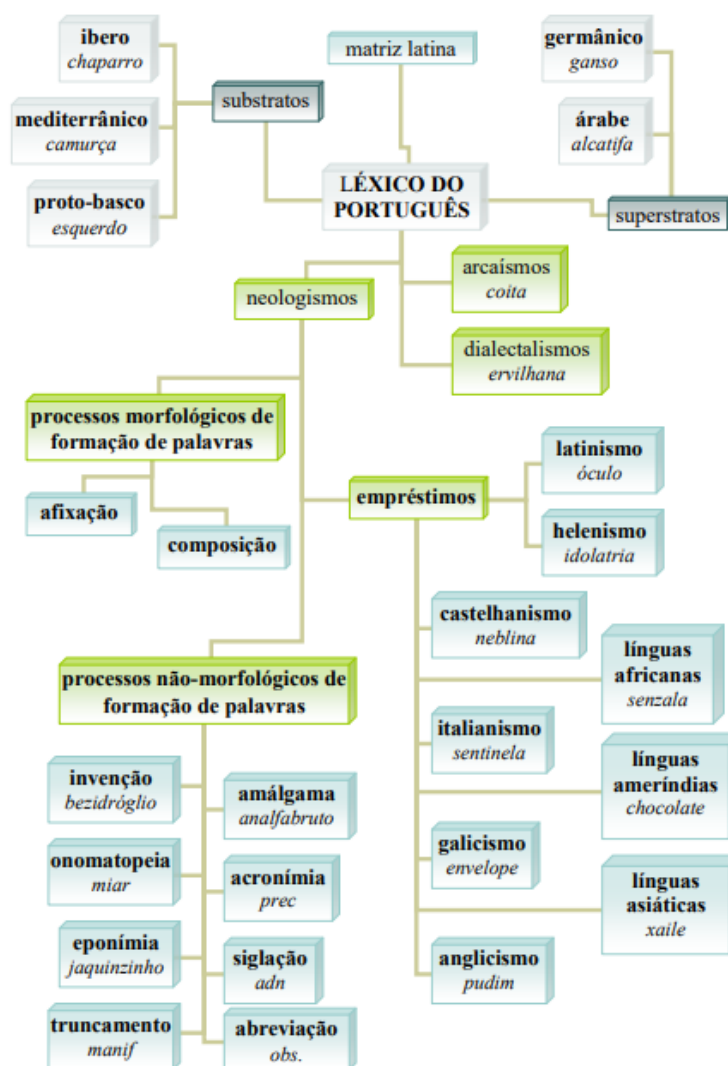 ibero
chaparro
matriz latina
germânico
ganso
substratos
mediterrânico
camurça
árabe
alcatifa
proto-basco
esquerdo
LÉXICO DO
PORTUGUÊS
superstratos
neologismos
arcaísmos
coita
dialectalismos
ervilhana
processos morfológicos de
formação de palavras
afixação
composição
empréstimos
latinismo
óculo
helenismo
idolatria
castelhanismo
neblina
línguas
africanas
senzala
italianismo
sentinela
línguas
ameríndias
chocolate
galicismo
envelope
línguas
asiáticas
xaile
anglicismo
pudim
processos não-morfológicos de
formação de palavras
invenção
bezidróglio
amálgama
analfabruto
onomatopeia
miar
acronímia
prec
eponímia
jaquinzinho
siglação
adn
truncamento
manif
abreviação
obs.